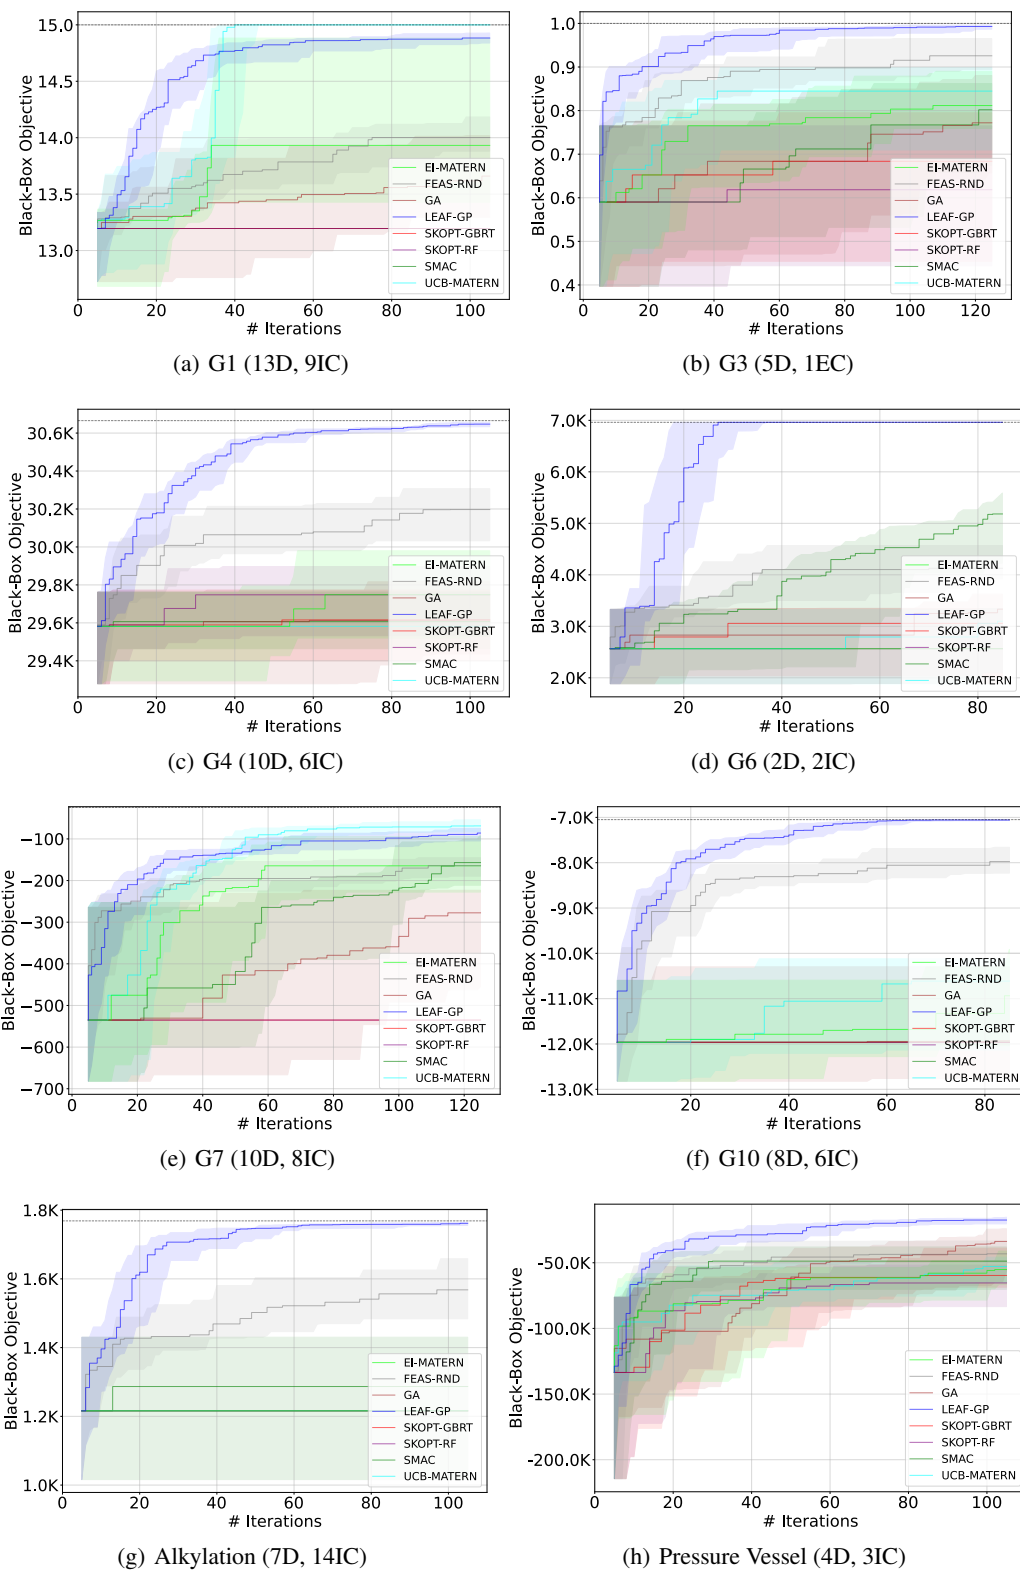 15.0
14.5
14.0
13.5
13.0
Black-Box Objective
0
20
40
60
80
100
# Iterations
EI-MATERN
FEAS-RND
GA
LEAF-GP
SKOPT-GBRT
SKOPT-RF
SMAC
UCB-MATERN
(a) G1 (13D, 9IC)
1.0
0.9
0.8
0.7
0.6
0.5
0.4
Black-Box Objective
0
20
40
60
80
100
120
# Iterations
EI-MATERN
FEAS-RND
GA
LEAF-GP
SKOPT-GBRT
SKOPT-RF
SMAC
UCB-MATERN
(b) G3 (5D, 1EC)
30.6K
30.4K
30.2K
30.0K
29.8K
29.6K
29.4K
Black-Box Objective
0
20
40
60
80
100
# Iterations
EI-MATERN
FEAS-RND
GA
LEAF-GP
SKOPT-GBRT
SKOPT-RF
SMAC
UCB-MATERN
(c) G4 (10D, 6IC)
7.0K
6.0K
5.0K
4.0K
3.0K
2.0K
Black-Box Objective
20
40
60
80
# Iterations
EI-MATERN
FEAS-RND
GA
LEAF-GP
SKOPT-GBRT
SKOPT-RF
SMAC
UCB-MATERN
(d) G6 (2D, 2IC)
−100
−200
−300
−400
−500
−600
−700
Black-Box Objective
0
20
40
60
80
100
120
# Iterations
EI-MATERN
FEAS-RND
GA
LEAF-GP
SKOPT-GBRT
SKOPT-RF
SMAC
UCB-MATERN
(e) G7 (10D, 8IC)
-7.0K
-8.0K
-9.0K
-10.0K
-11.0K
-12.0K
-13.0K
Black-Box Objective
20
40
60
80
# Iterations
EI-MATERN
FEAS-RND
GA
LEAF-GP
SKOPT-GBRT
SKOPT-RF
SMAC
UCB-MATERN
(f) G10 (8D, 6IC)
1.8K
1.6K
1.4K
1.2K
1.0K
Black-Box Objective
0
20
40
60
80
100
# Iterations
EI-MATERN
FEAS-RND
GA
LEAF-GP
SKOPT-GBRT
SKOPT-RF
SMAC
UCB-MATERN
(g) Alkylation (7D, 14IC)
-50.0K
-100.0K
-150.0K
-200.0K
Black-Box Objective
0
20
40
60
80
100
# Iterations
EI-MATERN
FEAS-RND
GA
LEAF-GP
SKOPT-GBRT
SKOPT-RF
SMAC
UCB-MATERN
(h) Pressure Vessel (4D, 3IC)